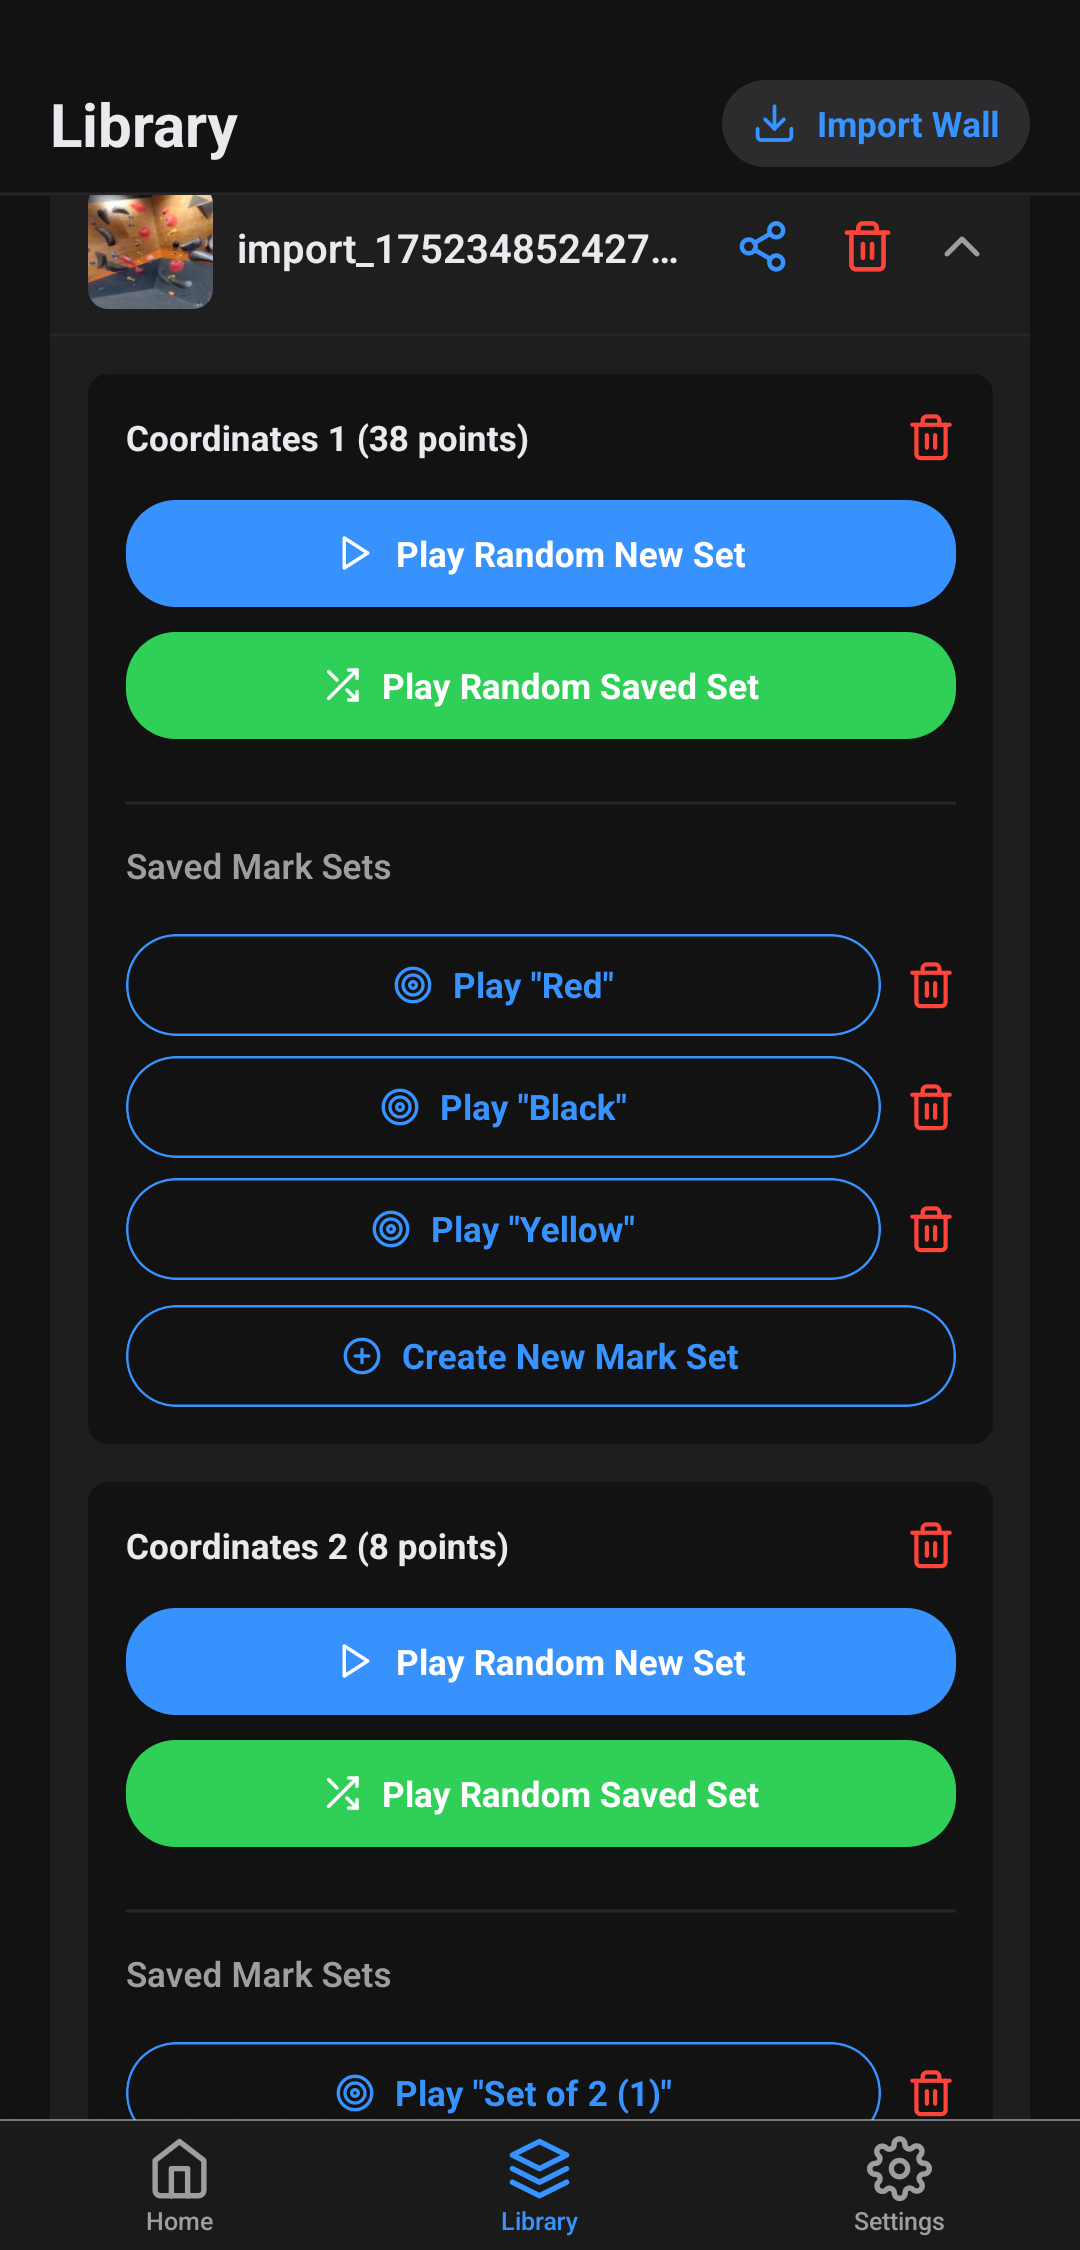 Library
Import Wall
import_175234852427...
Coordinates 1 (38 points)
Play Random New Set
Play Random Saved Set
Saved Mark Sets
Play "Red"
Play "Black"
Play "Yellow"
Create New Mark Set
Coordinates 2 (8 points)
Play Random New Set
Play Random Saved Set
Saved Mark Sets
Play "Set of 2 (1)"
Home
Library
Settings